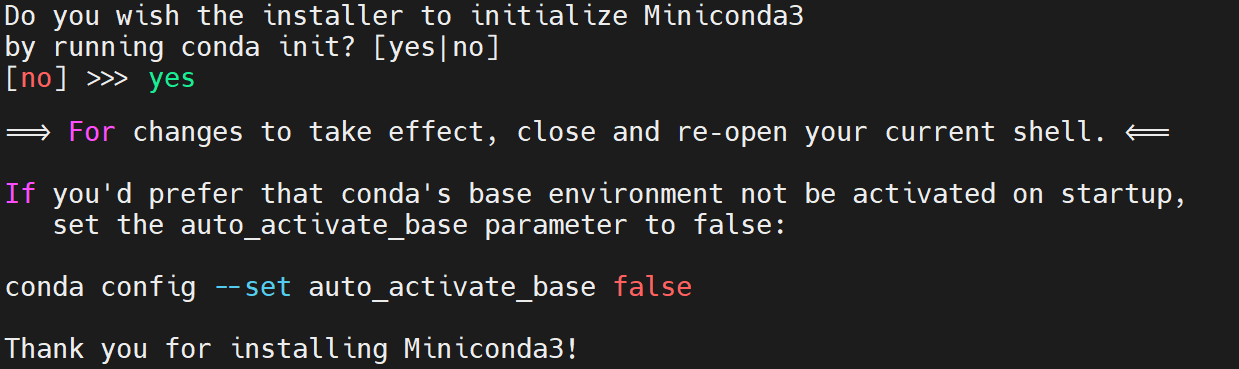 Do you wish the installer to initialize Miniconda3
by running conda init? [yes|no]
[no] >>> yes
==> For changes to take effect, close and re-open your current shell. <==
If you'd prefer that conda's base environment not be activated on startup,
set the auto_activate_base parameter to false:
conda config --set auto_activate_base false
Thank you for installing Miniconda3!